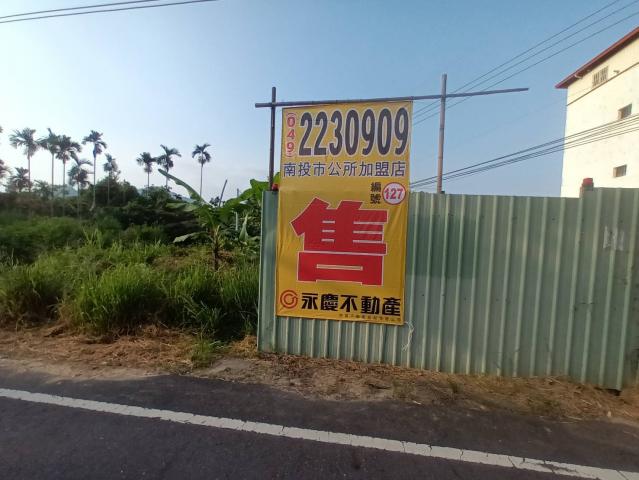 (049)2230909
南投市公所加盟店
編號 127
售
永慶不動產